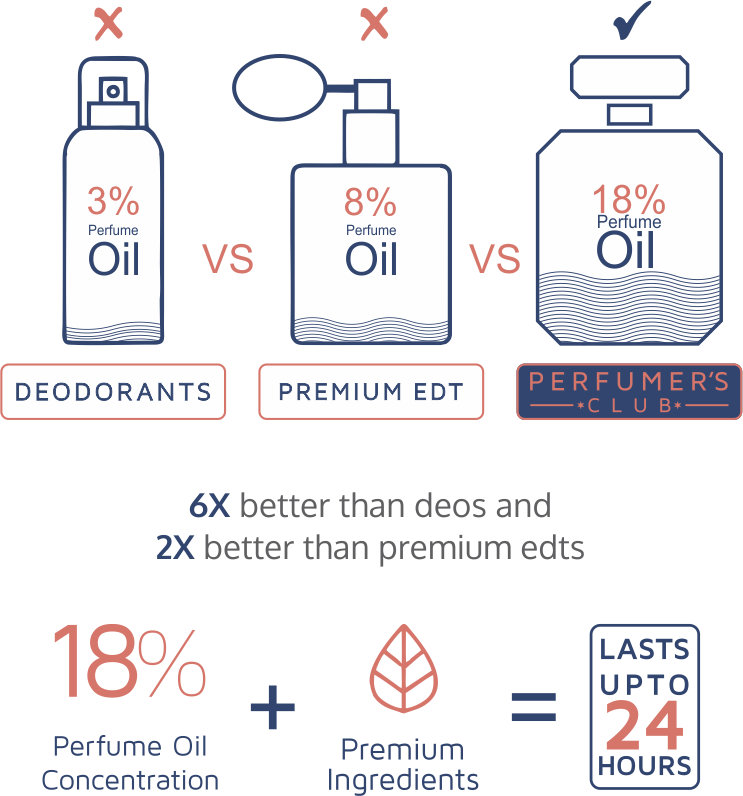 3%
Perfume
Oil
VS
8%
Perfume
Oil
VS
18%
Perfume
Oil
DEODORANTS
PREMIUM EDT
PERFUMER'S
CLUB
6X better than deos and
2X better than premium edts
18%
Perfume Oil
Concentration
+
Premium
Ingredients
=
LASTS
UPTO
24
HOURS